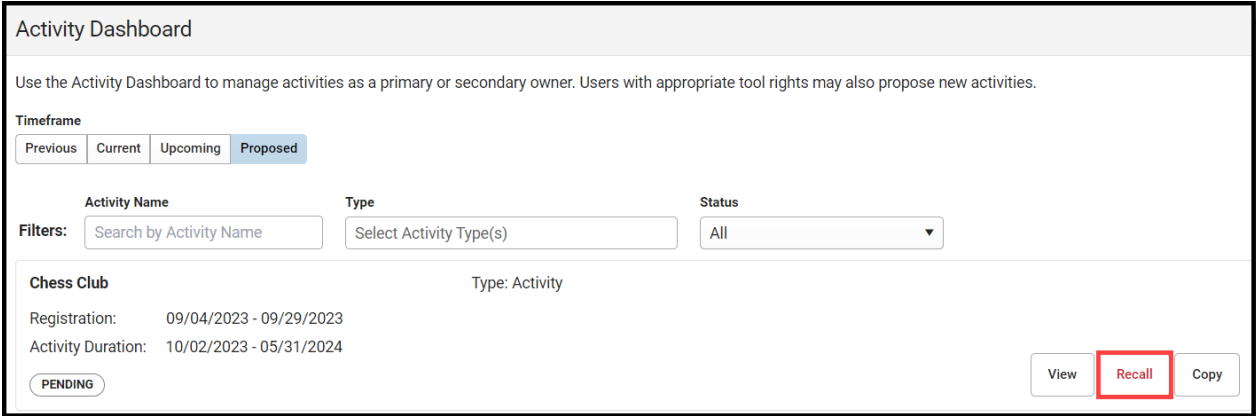 Activity Dashboard
Use the Activity Dashboard to manage activities as a primary or secondary owner. Users with appropriate tool rights may also propose new activities.
Timeframe
Previous Current Upcoming Proposed
Activity Name Type Status
Filters: Search by Activity Name Select Activity Type(s) All
Chess Club Type: Activity
Registration: 09/04/2023 - 09/29/2023
Activity Duration: 10/02/2023 - 05/31/2024
PENDING View Recall Copy